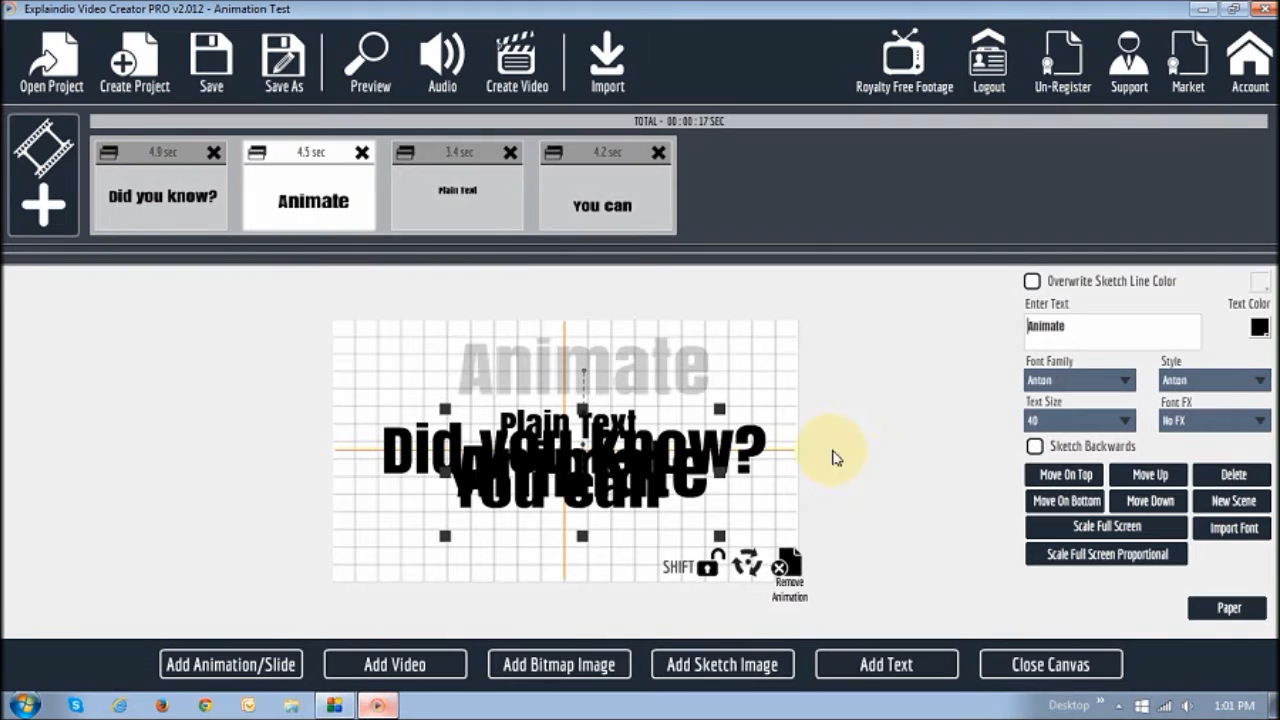 Explaindio Video Creator PRO v2.012 - Animation Test
Open Project Create Project Save Save As Preview Audio Create Video Import Royalty Free Footage Logout Un-Register Support Market Account
TOTAL - 00 : 00 : 17 SEC
4.9 sec 4.5 sec 3.4 sec 4.2 sec
Did you know? Animate Plain Text You can
Overwrite Sketch Line Color
Enter Text Text Color
Animate
Font Family Style
Anton Anton
Text Size Font FX
40 No FX
Sketch Backwards
Move On Top Move Up Delete
Move On Bottom Move Down New Scene
Scale Full Screen Import Font
Scale Full Screen Proportional
Paper
Animate
Plain Text
Did you know?
Animate
You can
SHIFT
Remove
Animation
Add Animation/Slide Add Video Add Bitmap Image Add Sketch Image Add Text Close Canvas
Desktop 1:01 PM